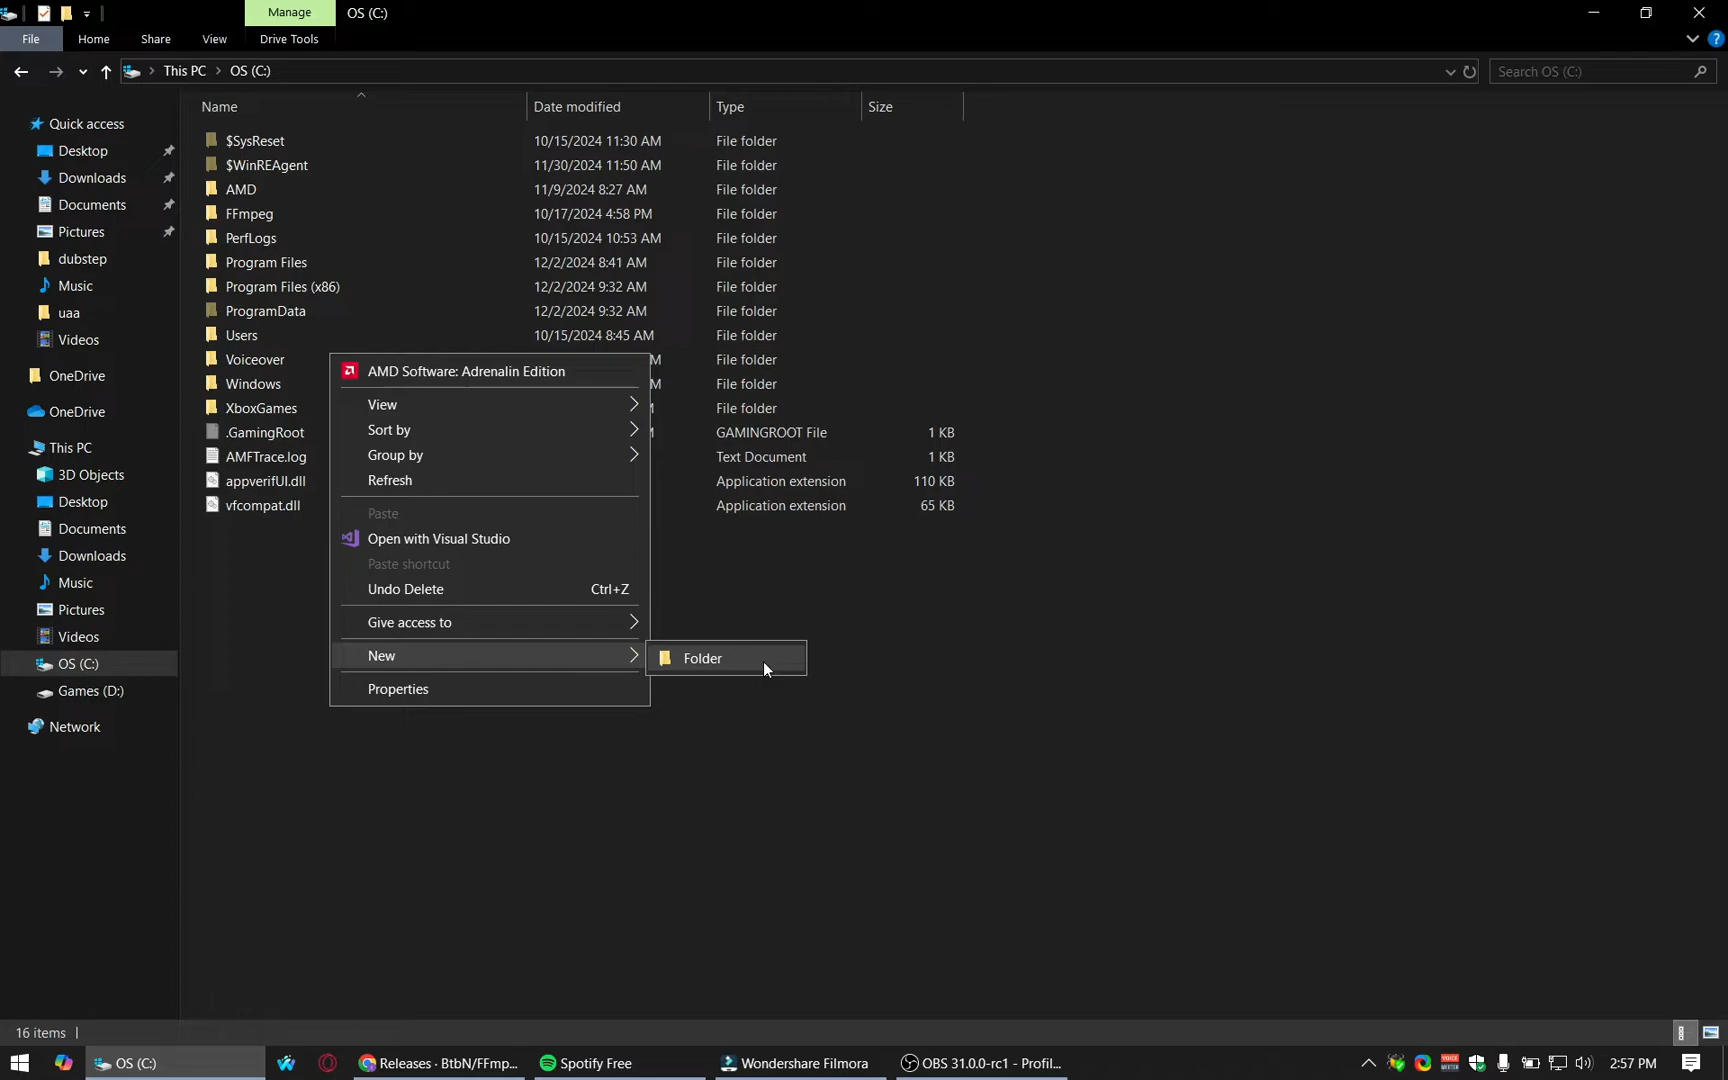 Manage
OS (C:)
File
Home
Share
View
Drive Tools
This PC
OS (C:)
Search OS (C:)
Name
Date modified
Type
Size
$SysReset 10/15/2024 11:30 AM File folder
$WinREAgent 11/30/2024 11:50 AM File folder
AMD 11/9/2024 8:27 AM File folder
FFmpeg 10/17/2024 4:58 PM File folder
PerfLogs 10/15/2024 10:53 AM File folder
Program Files 12/2/2024 8:41 AM File folder
Program Files (x86) 12/2/2024 9:32 AM File folder
ProgramData 12/2/2024 9:32 AM File folder
Users 10/15/2024 8:45 AM File folder
Voiceover File folder
Windows File folder
XboxGames File folder
.GamingRoot GAMINGROOT File 1 KB
AMFTrace.log Text Document 1 KB
appverifUI.dll Application extension 110 KB
vfcompat.dll Application extension 65 KB
Quick access
Desktop
Downloads
Documents
Pictures
dubstep
Music
uaa
Videos
OneDrive
OneDrive
This PC
3D Objects
Desktop
Documents
Downloads
Music
Pictures
Videos
OS (C:)
Games (D:)
Network
AMD Software: Adrenalin Edition
View
Sort by
Group by
Refresh
Paste
Open with Visual Studio
Paste shortcut
Undo Delete Ctrl+Z
Give access to
New
Properties
Folder
16 items
OS (C:)
Releases · BtbN/FFmp...
Spotify Free
Wondershare Filmora
OBS 31.0.0-rc1 - Profil...
2:57 PM